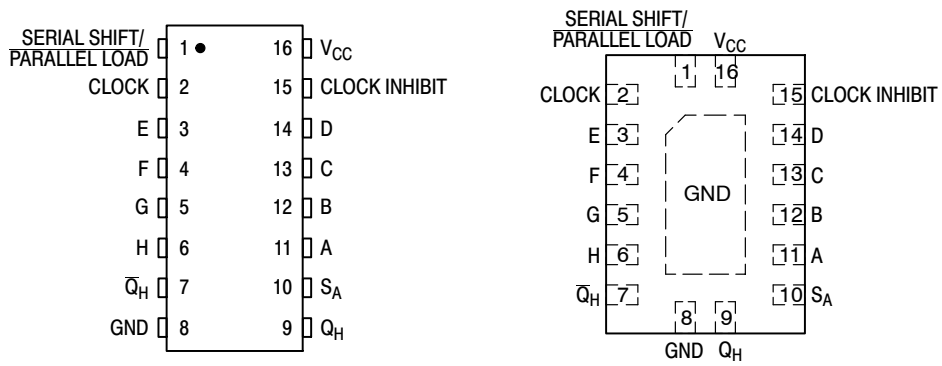 SERIAL SHIFT/
PARALLEL LOAD 1 16 VCC
CLOCK 2 15 CLOCK INHIBIT
E 3 14 D
F 4 13 C
G 5 12 B
H 6 11 A
Q̅H 7 10 SA
GND 8 9 QH
SERIAL SHIFT/
PARALLEL LOAD VCC
1 16
CLOCK 2 15 CLOCK INHIBIT
E 3 14 D
F 4 13 C
GND
G 5 12 B
H 6 11 A
Q̅H 7 10 SA
8 9
GND QH